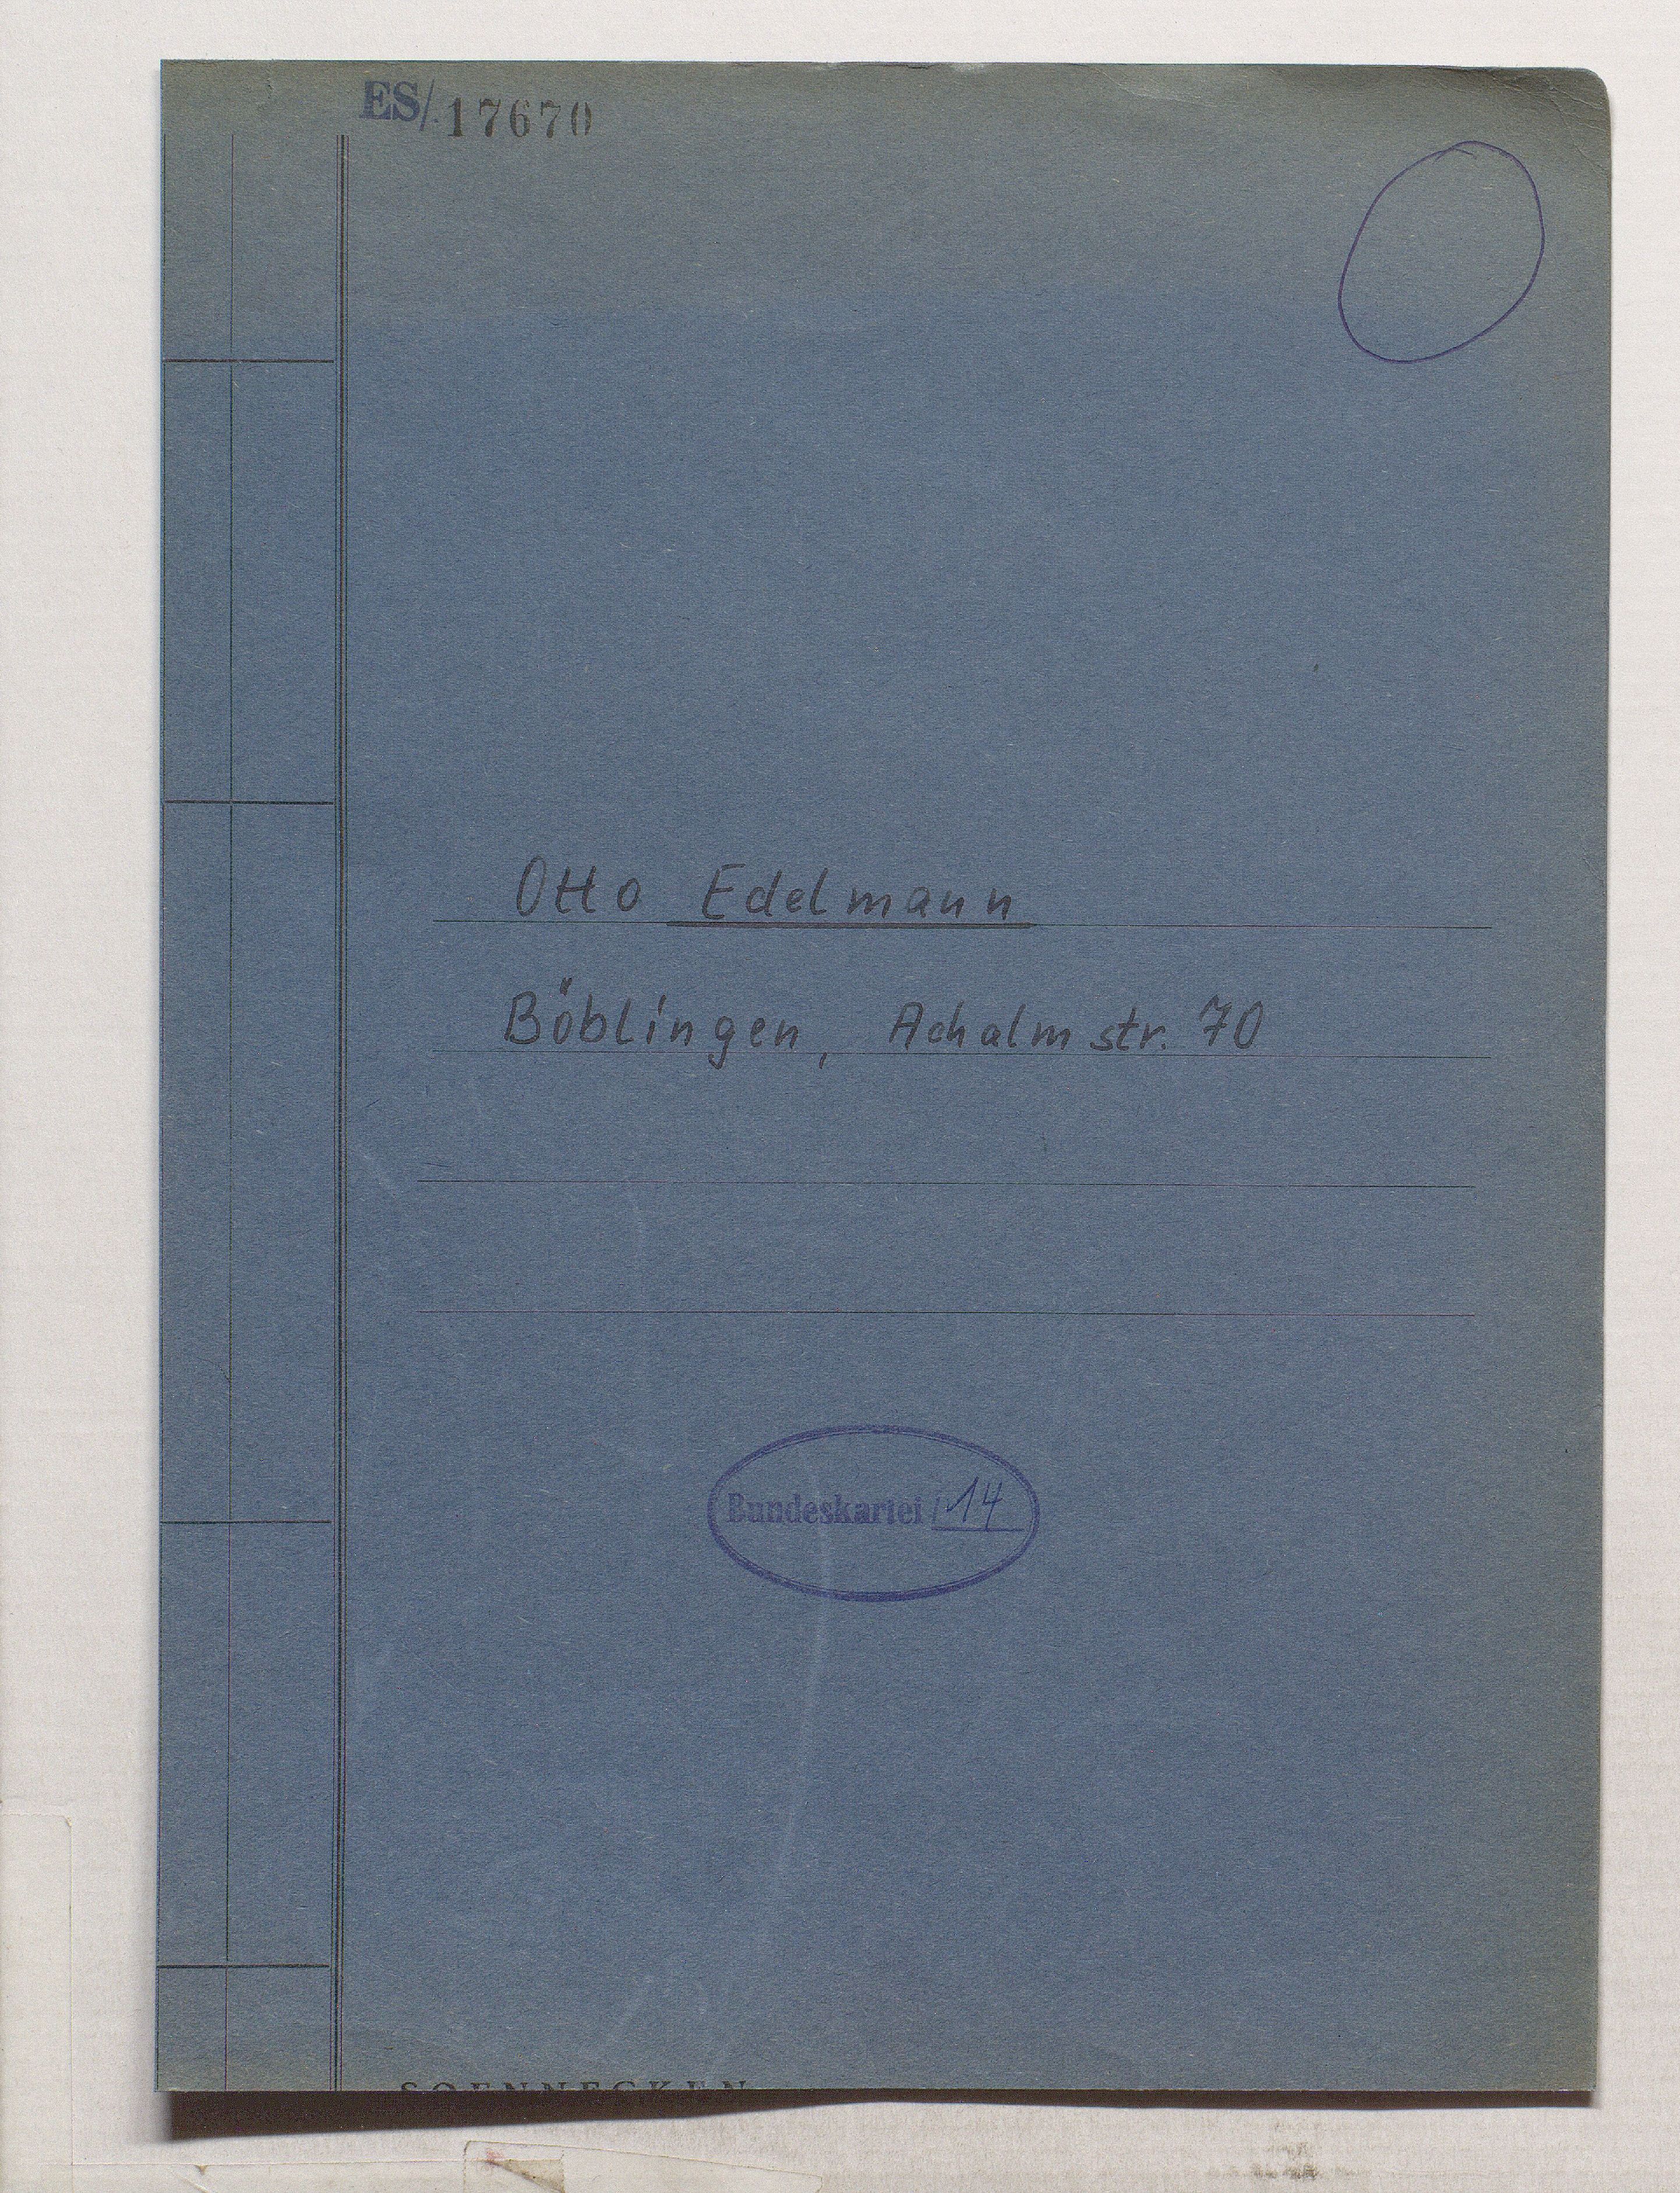 ES/ 17670
Otto Edelmann
Böblingen, Achalmstr. 70
Bundeskartei 14
SOENNECKEN